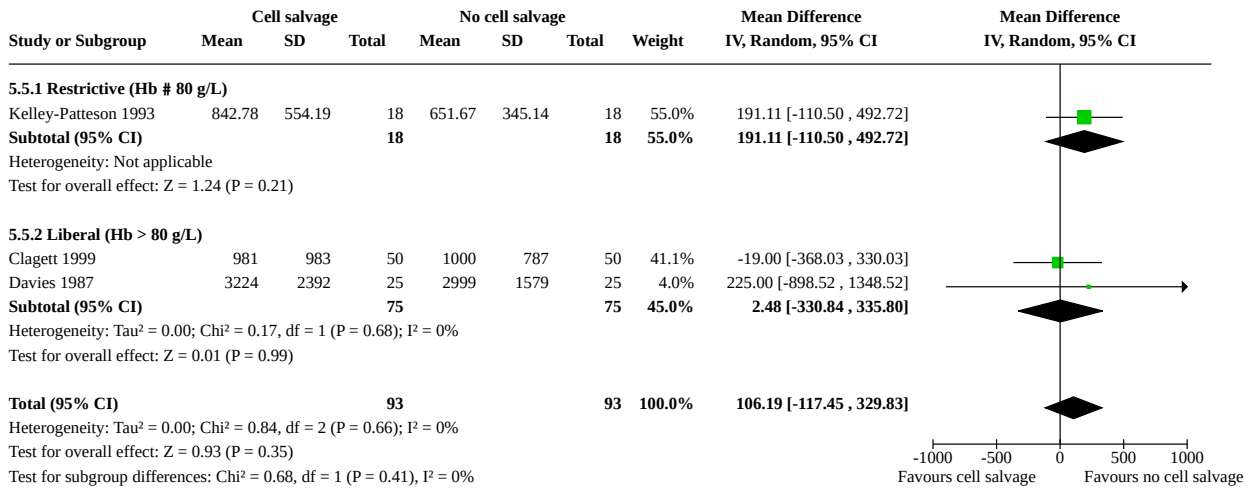 Cell salvage No cell salvage Mean Difference Mean Difference
Study or Subgroup Mean SD Total Mean SD Total Weight IV, Random, 95% CI IV, Random, 95% CI
5.5.1 Restrictive (Hb # 80 g/L)
Kelley-Patteson 1993 842.78 554.19 18 651.67 345.14 18 55.0% 191.11 [-110.50 , 492.72]
Subtotal (95% CI) 18 18 55.0% 191.11 [-110.50 , 492.72]
Heterogeneity: Not applicable
Test for overall effect: Z = 1.24 (P = 0.21)
5.5.2 Liberal (Hb > 80 g/L)
Clagett 1999 981 983 50 1000 787 50 41.1% -19.00 [-368.03 , 330.03]
Davies 1987 3224 2392 25 2999 1579 25 4.0% 225.00 [-898.52 , 1348.52]
Subtotal (95% CI) 75 75 45.0% 2.48 [-330.84 , 335.80]
Heterogeneity: Tau² = 0.00; Chi² = 0.17, df = 1 (P = 0.68); I² = 0%
Test for overall effect: Z = 0.01 (P = 0.99)
Total (95% CI) 93 93 100.0% 106.19 [-117.45 , 329.83]
Heterogeneity: Tau² = 0.00; Chi² = 0.84, df = 2 (P = 0.66); I² = 0%
Test for overall effect: Z = 0.93 (P = 0.35)
-1000 -500 0 500 1000
Test for subgroup differences: Chi² = 0.68, df = 1 (P = 0.41), I² = 0% Favours cell salvage Favours no cell salvage